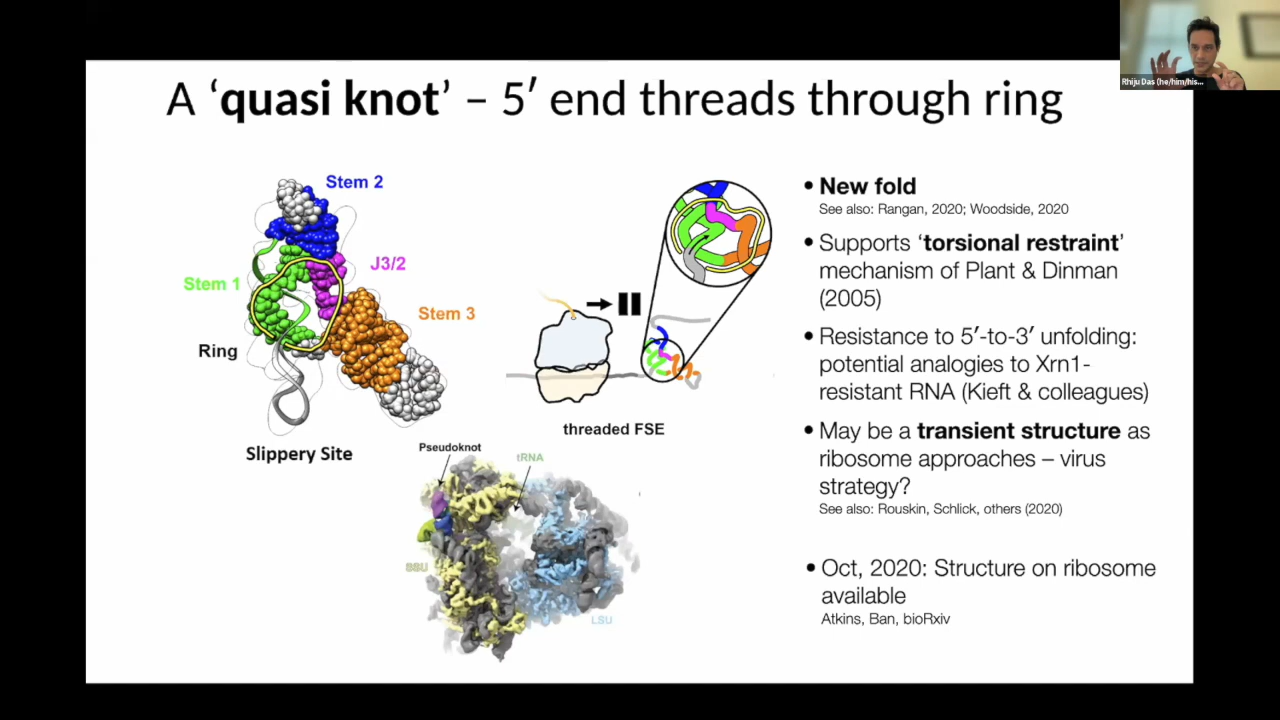 Rhiju Das (he/him/his...
A ‘quasi knot’ – 5′ end threads through ring
Stem 2
J3/2
Stem 1
Stem 3
Ring
Slippery Site
threaded FSE
Pseudoknot
tRNA
SSU
LSU
• New fold
See also: Rangan, 2020; Woodside, 2020
• Supports ‘torsional restraint’
mechanism of Plant & Dinman
(2005)
• Resistance to 5′-to-3′ unfolding:
potential analogies to Xrn1-
resistant RNA (Kieft & colleagues)
• May be a transient structure as
ribosome approaches – virus
strategy?
See also: Rouskin, Schlick, others (2020)
• Oct, 2020: Structure on ribosome
available
Atkins, Ban, bioRxiv